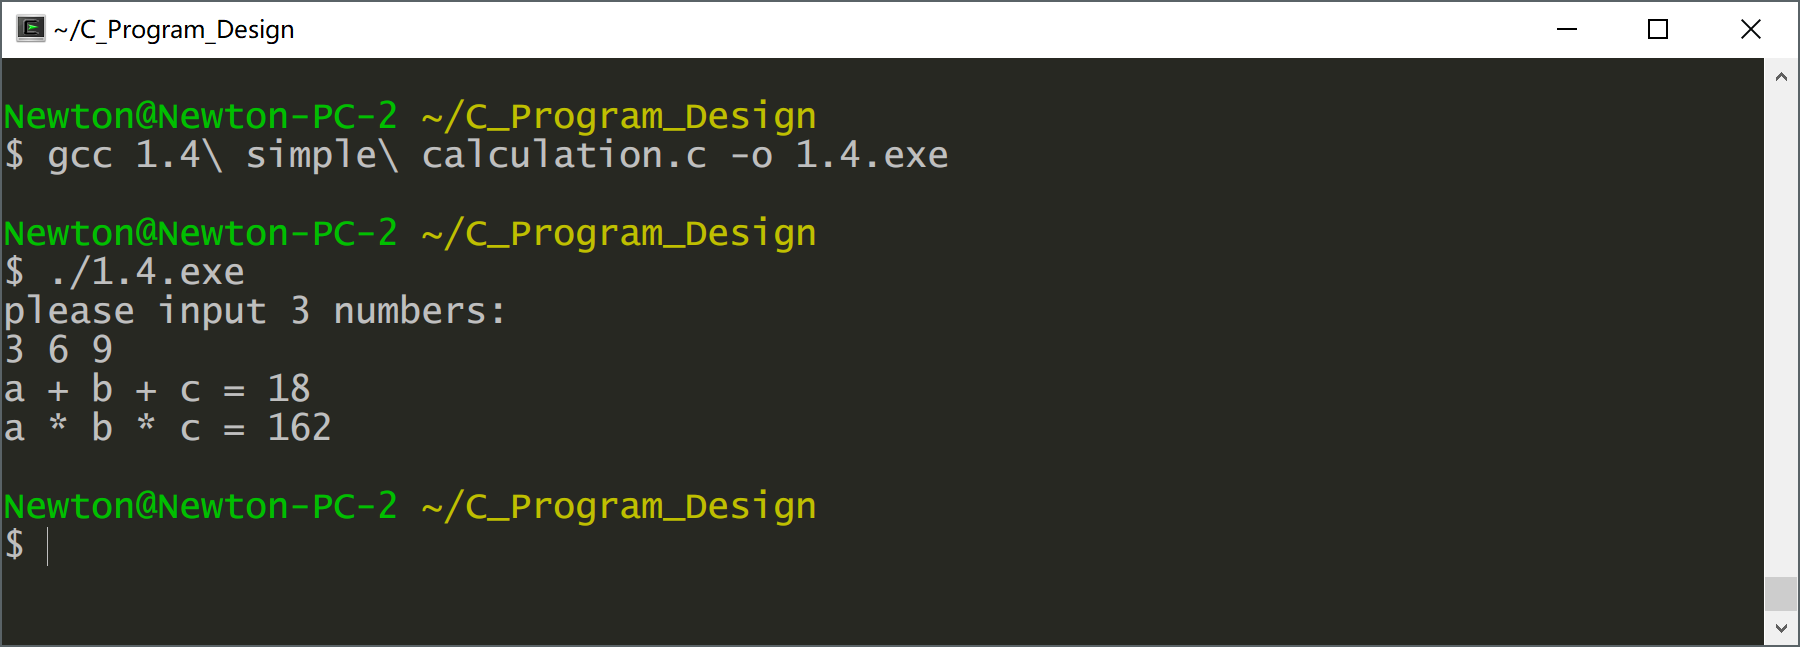 ~/C_Program_Design
Newton@Newton-PC-2 ~/C_Program_Design
$ gcc 1.4\ simple\ calculation.c -o 1.4.exe
Newton@Newton-PC-2 ~/C_Program_Design
$ ./1.4.exe
please input 3 numbers:
3 6 9
a + b + c = 18
a * b * c = 162
Newton@Newton-PC-2 ~/C_Program_Design
$